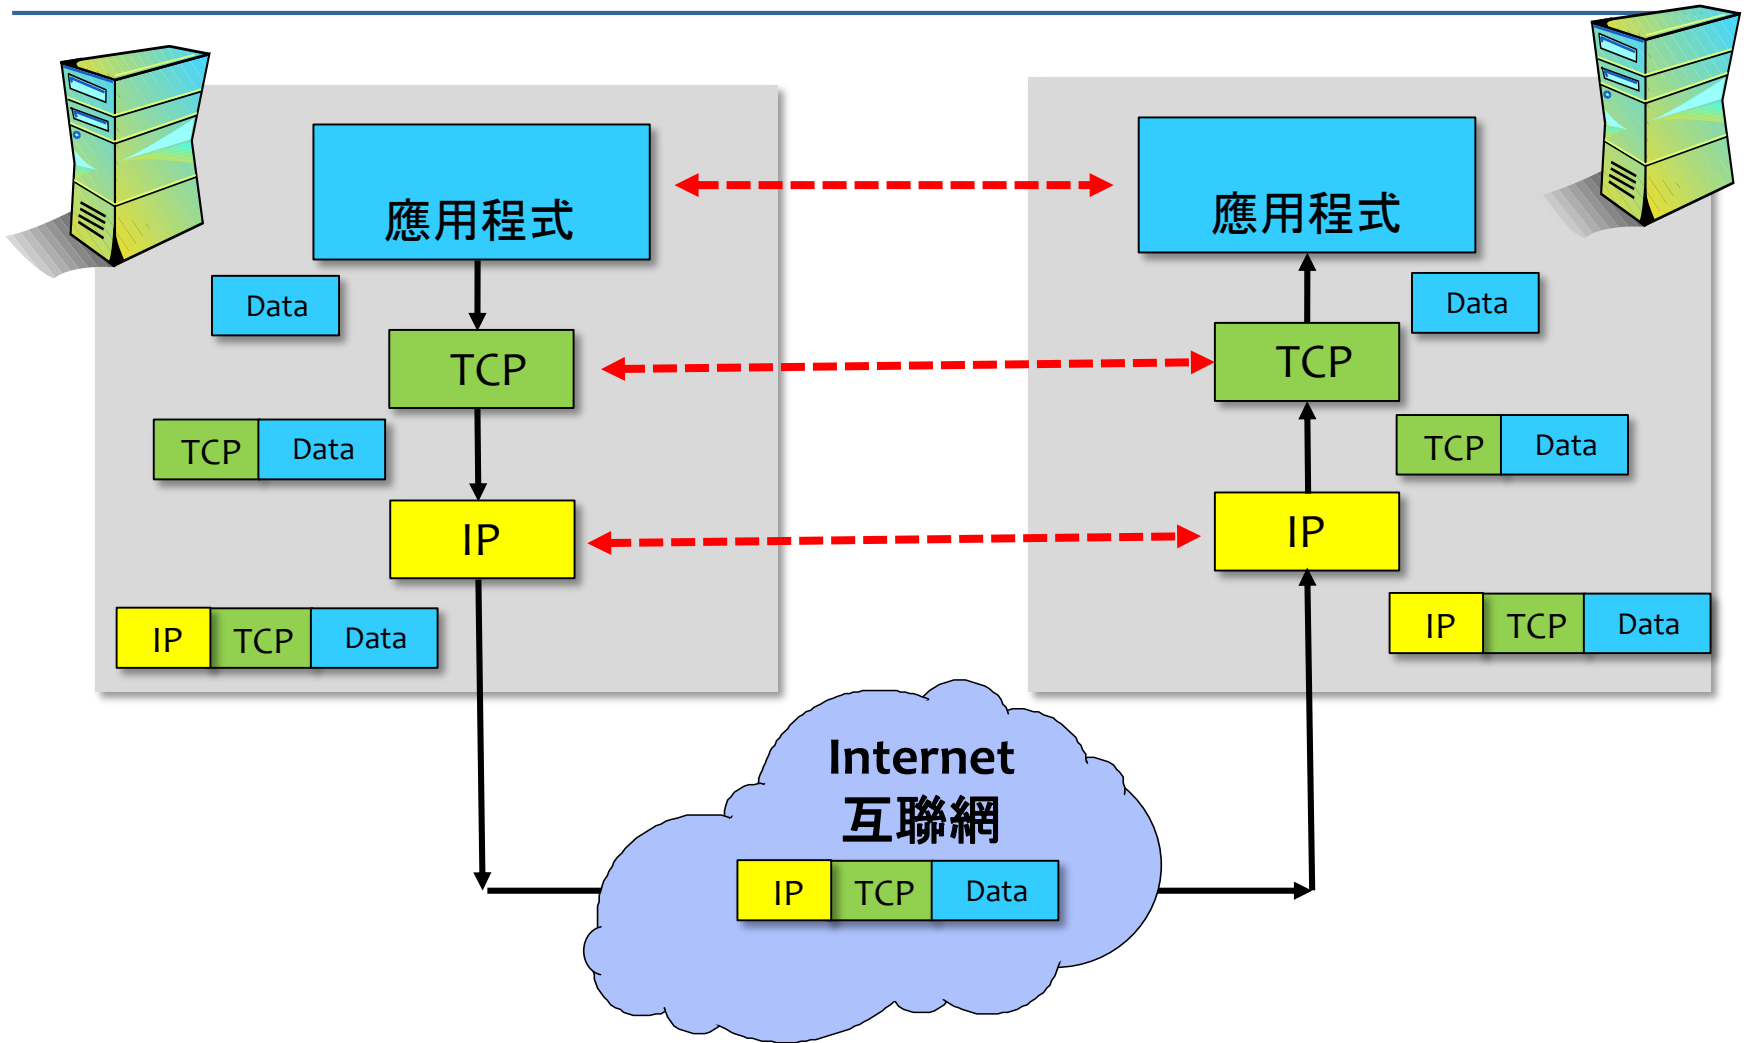 應用程式
應用程式
Data
Data
TCP
TCP
TCP Data
TCP Data
IP
IP
IP TCP Data
IP TCP Data
Internet
互聯網
IP TCP Data